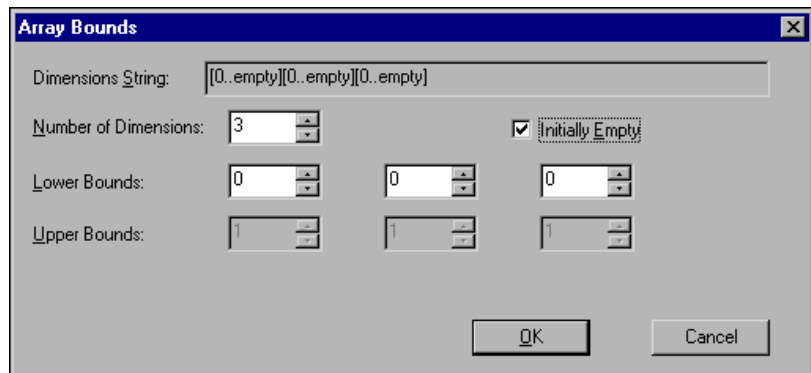 Array Bounds
Dimensions String: [0..empty][0..empty][0..empty]
Number of Dimensions: 3 Initially Empty
Lower Bounds: 0 0 0
Upper Bounds: 1 1 1
OK Cancel